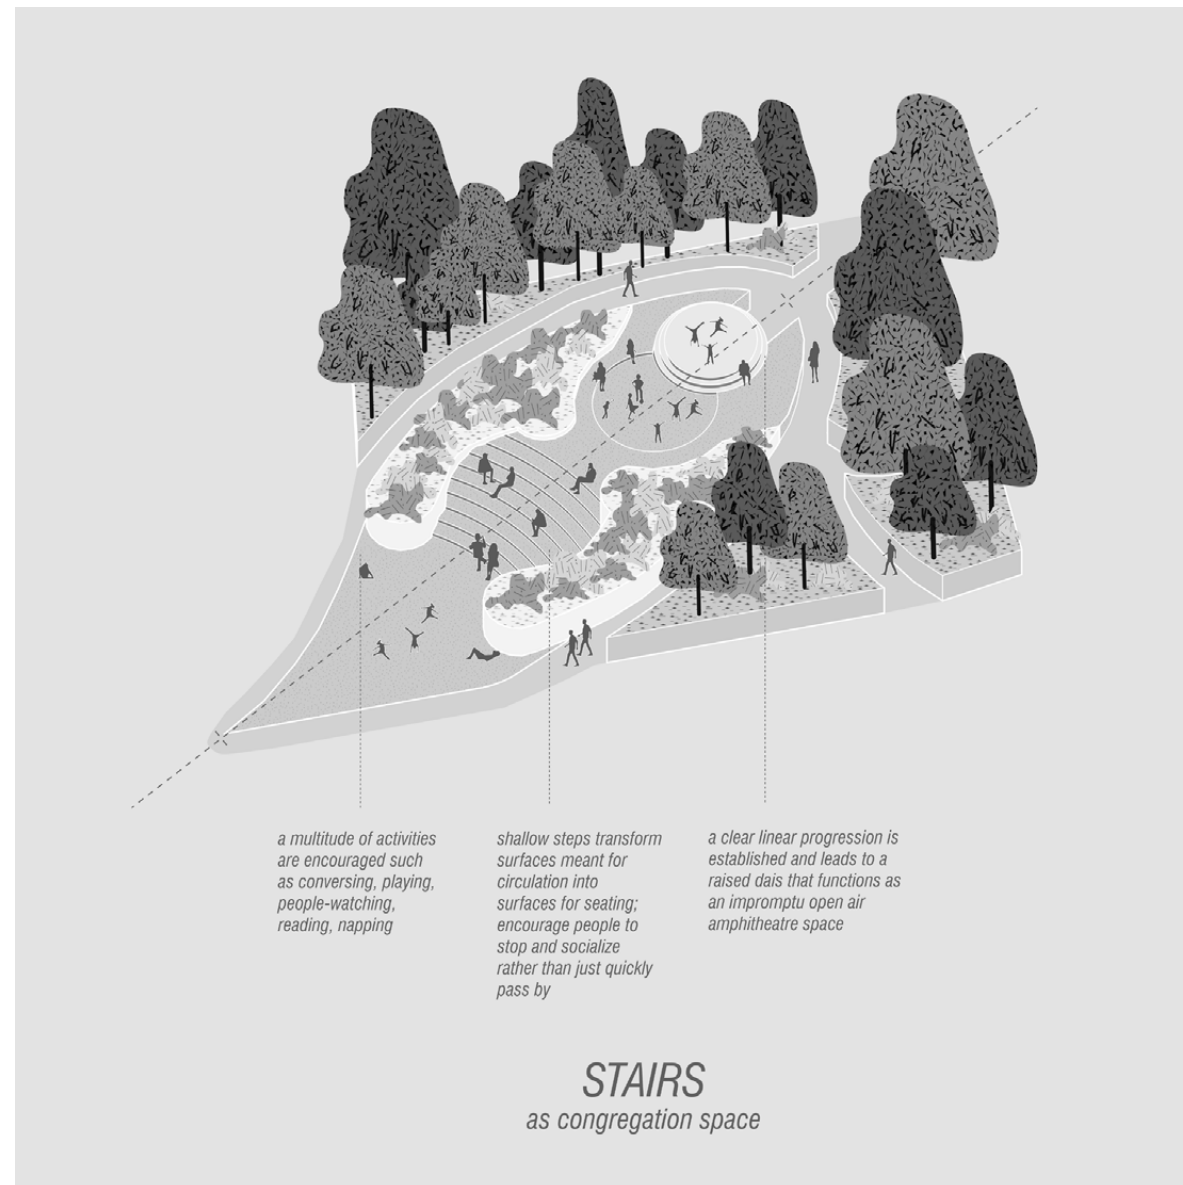 a multitude of activities
are encouraged such
as conversing, playing,
people-watching,
reading, napping
shallow steps transform
surfaces meant for
circulation into
surfaces for seating;
encourage people to
stop and socialize
rather than just quickly
pass by
a clear linear progression is
established and leads to a
raised dais that functions as
an impromptu open air
amphitheatre space
STAIRS
as congregation space